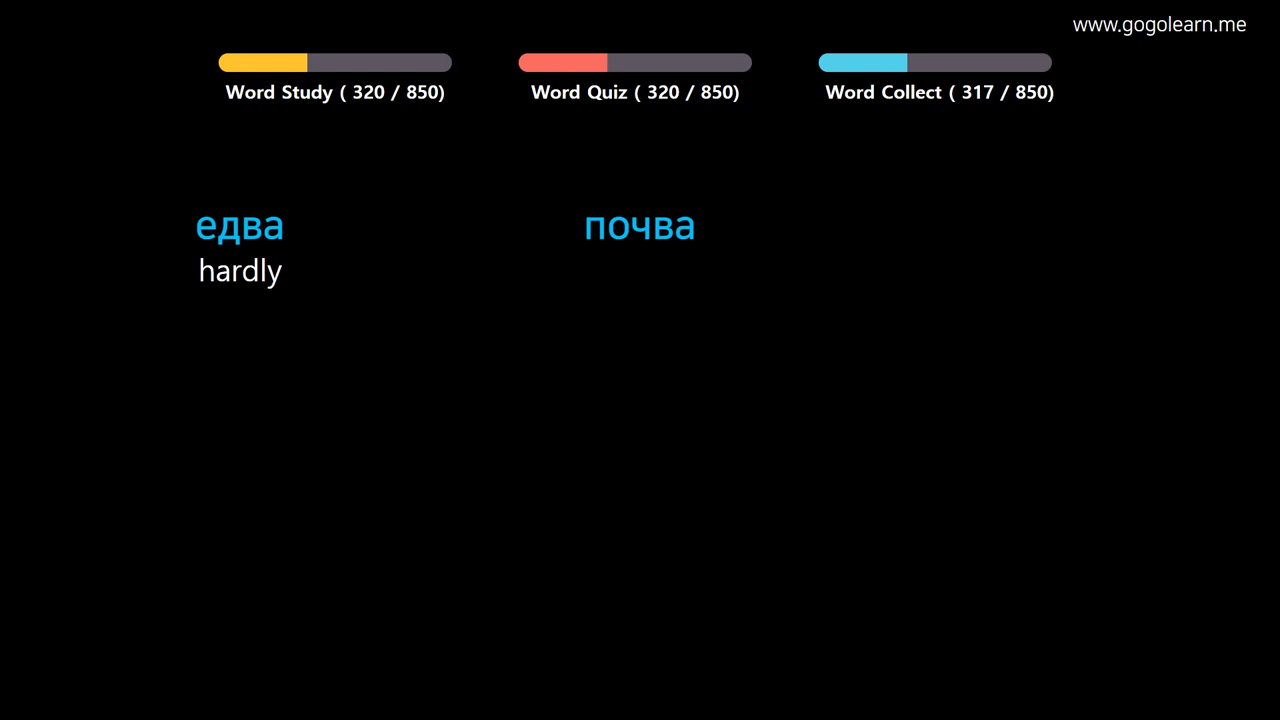 www.gogolearn.me
Word Study ( 320 / 850)
Word Quiz ( 320 / 850)
Word Collect ( 317 / 850)
едва
почва
hardly